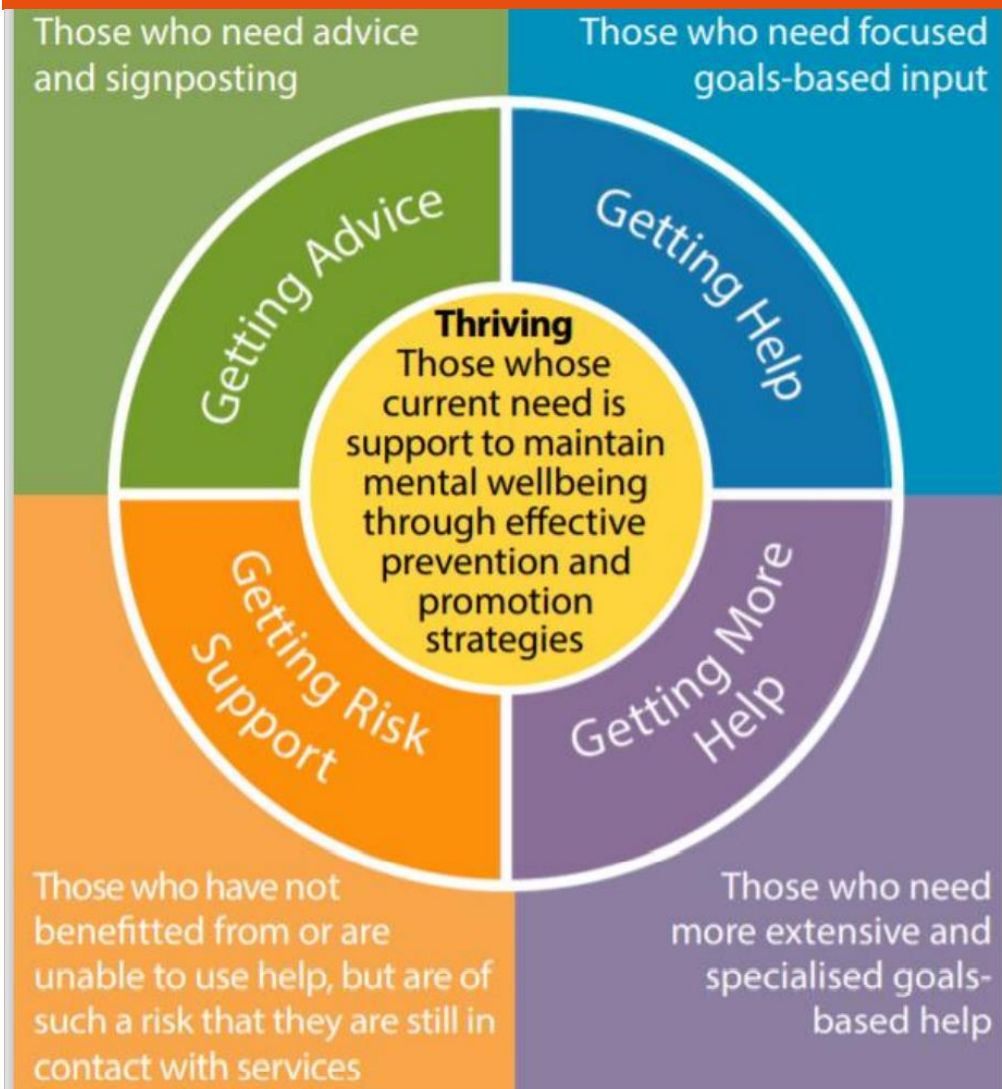 Those who need advice
and signposting
Those who need focused
goals-based input
Getting Advice
Getting Help
Thriving
Those whose
current need is
support to maintain
mental wellbeing
through effective
prevention and
promotion
strategies
Getting Risk
Support
Getting More
Help
Those who have not
benefitted from or are
unable to use help, but are of
such a risk that they are still in
contact with services
Those who need
more extensive and
specialised goals-
based help